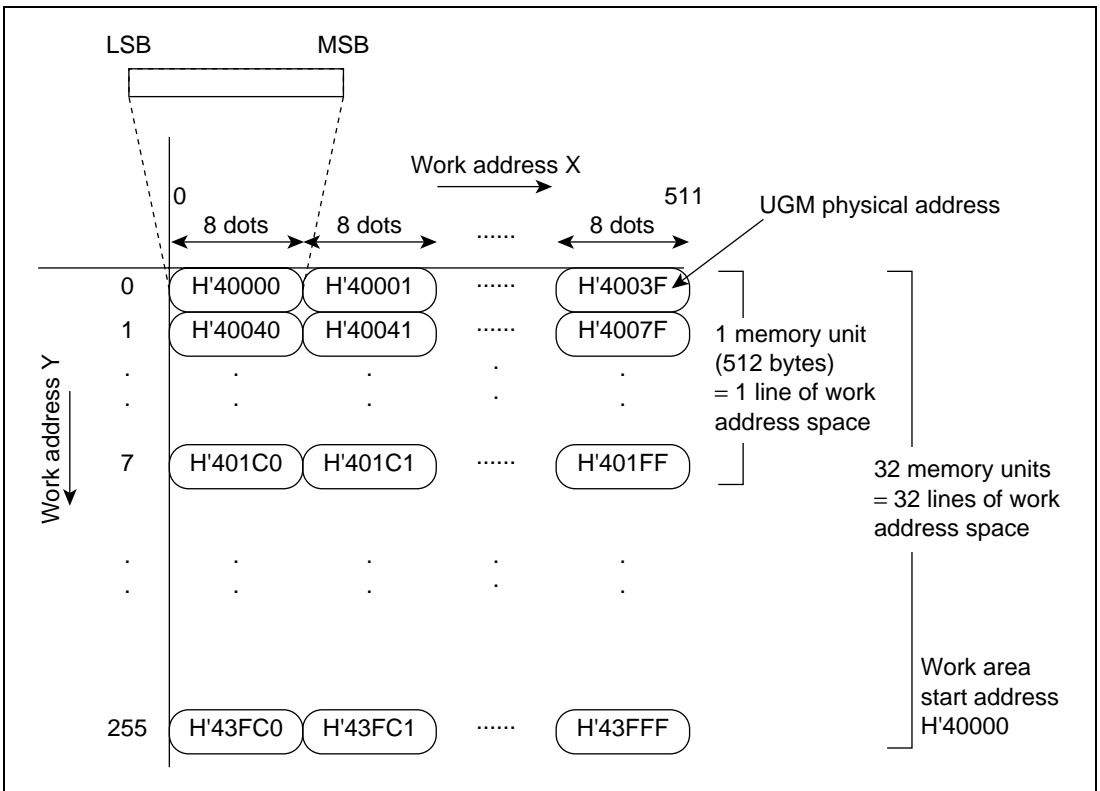 LSB MSB
Work address X
0 511
UGM physical address
8 dots 8 dots ...... 8 dots
0 H'40000 H'40001 ...... H'4003F
1 H'40040 H'40041 ...... H'4007F
1 memory unit
(512 bytes)
= 1 line of work
address space
Work address Y
7 H'401C0 H'401C1 ...... H'401FF
32 memory units
= 32 lines of work
address space
Work area
start address
H'40000
255 H'43FC0 H'43FC1 ...... H'43FFF